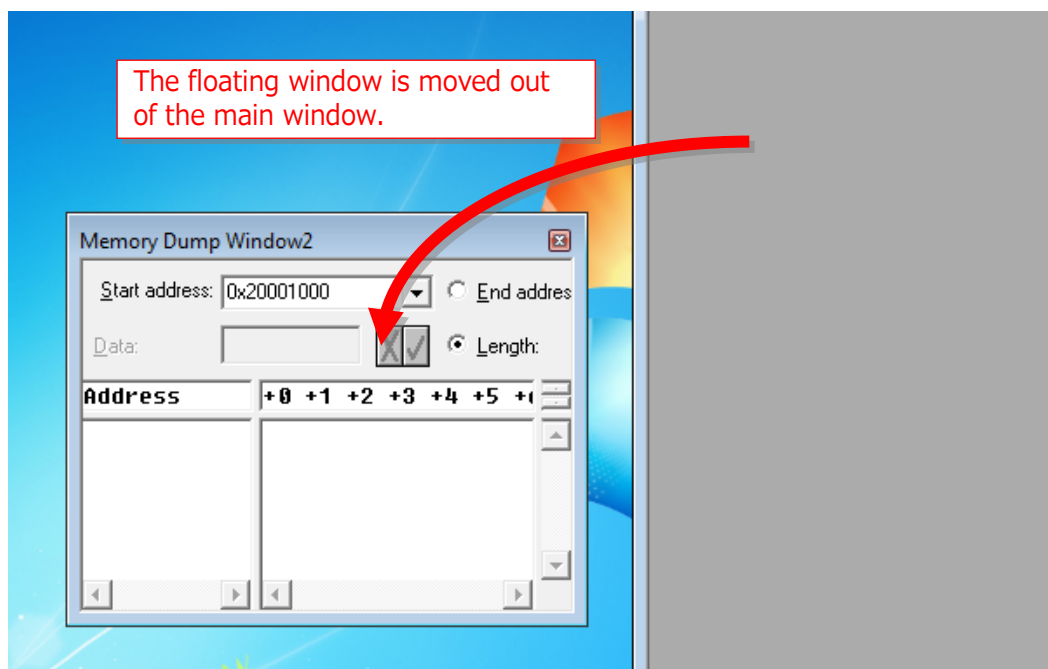 The floating window is moved out
of the main window.
Memory Dump Window2
Start address: 0x20001000 End addres
Data: Length:
Address +0 +1 +2 +3 +4 +5